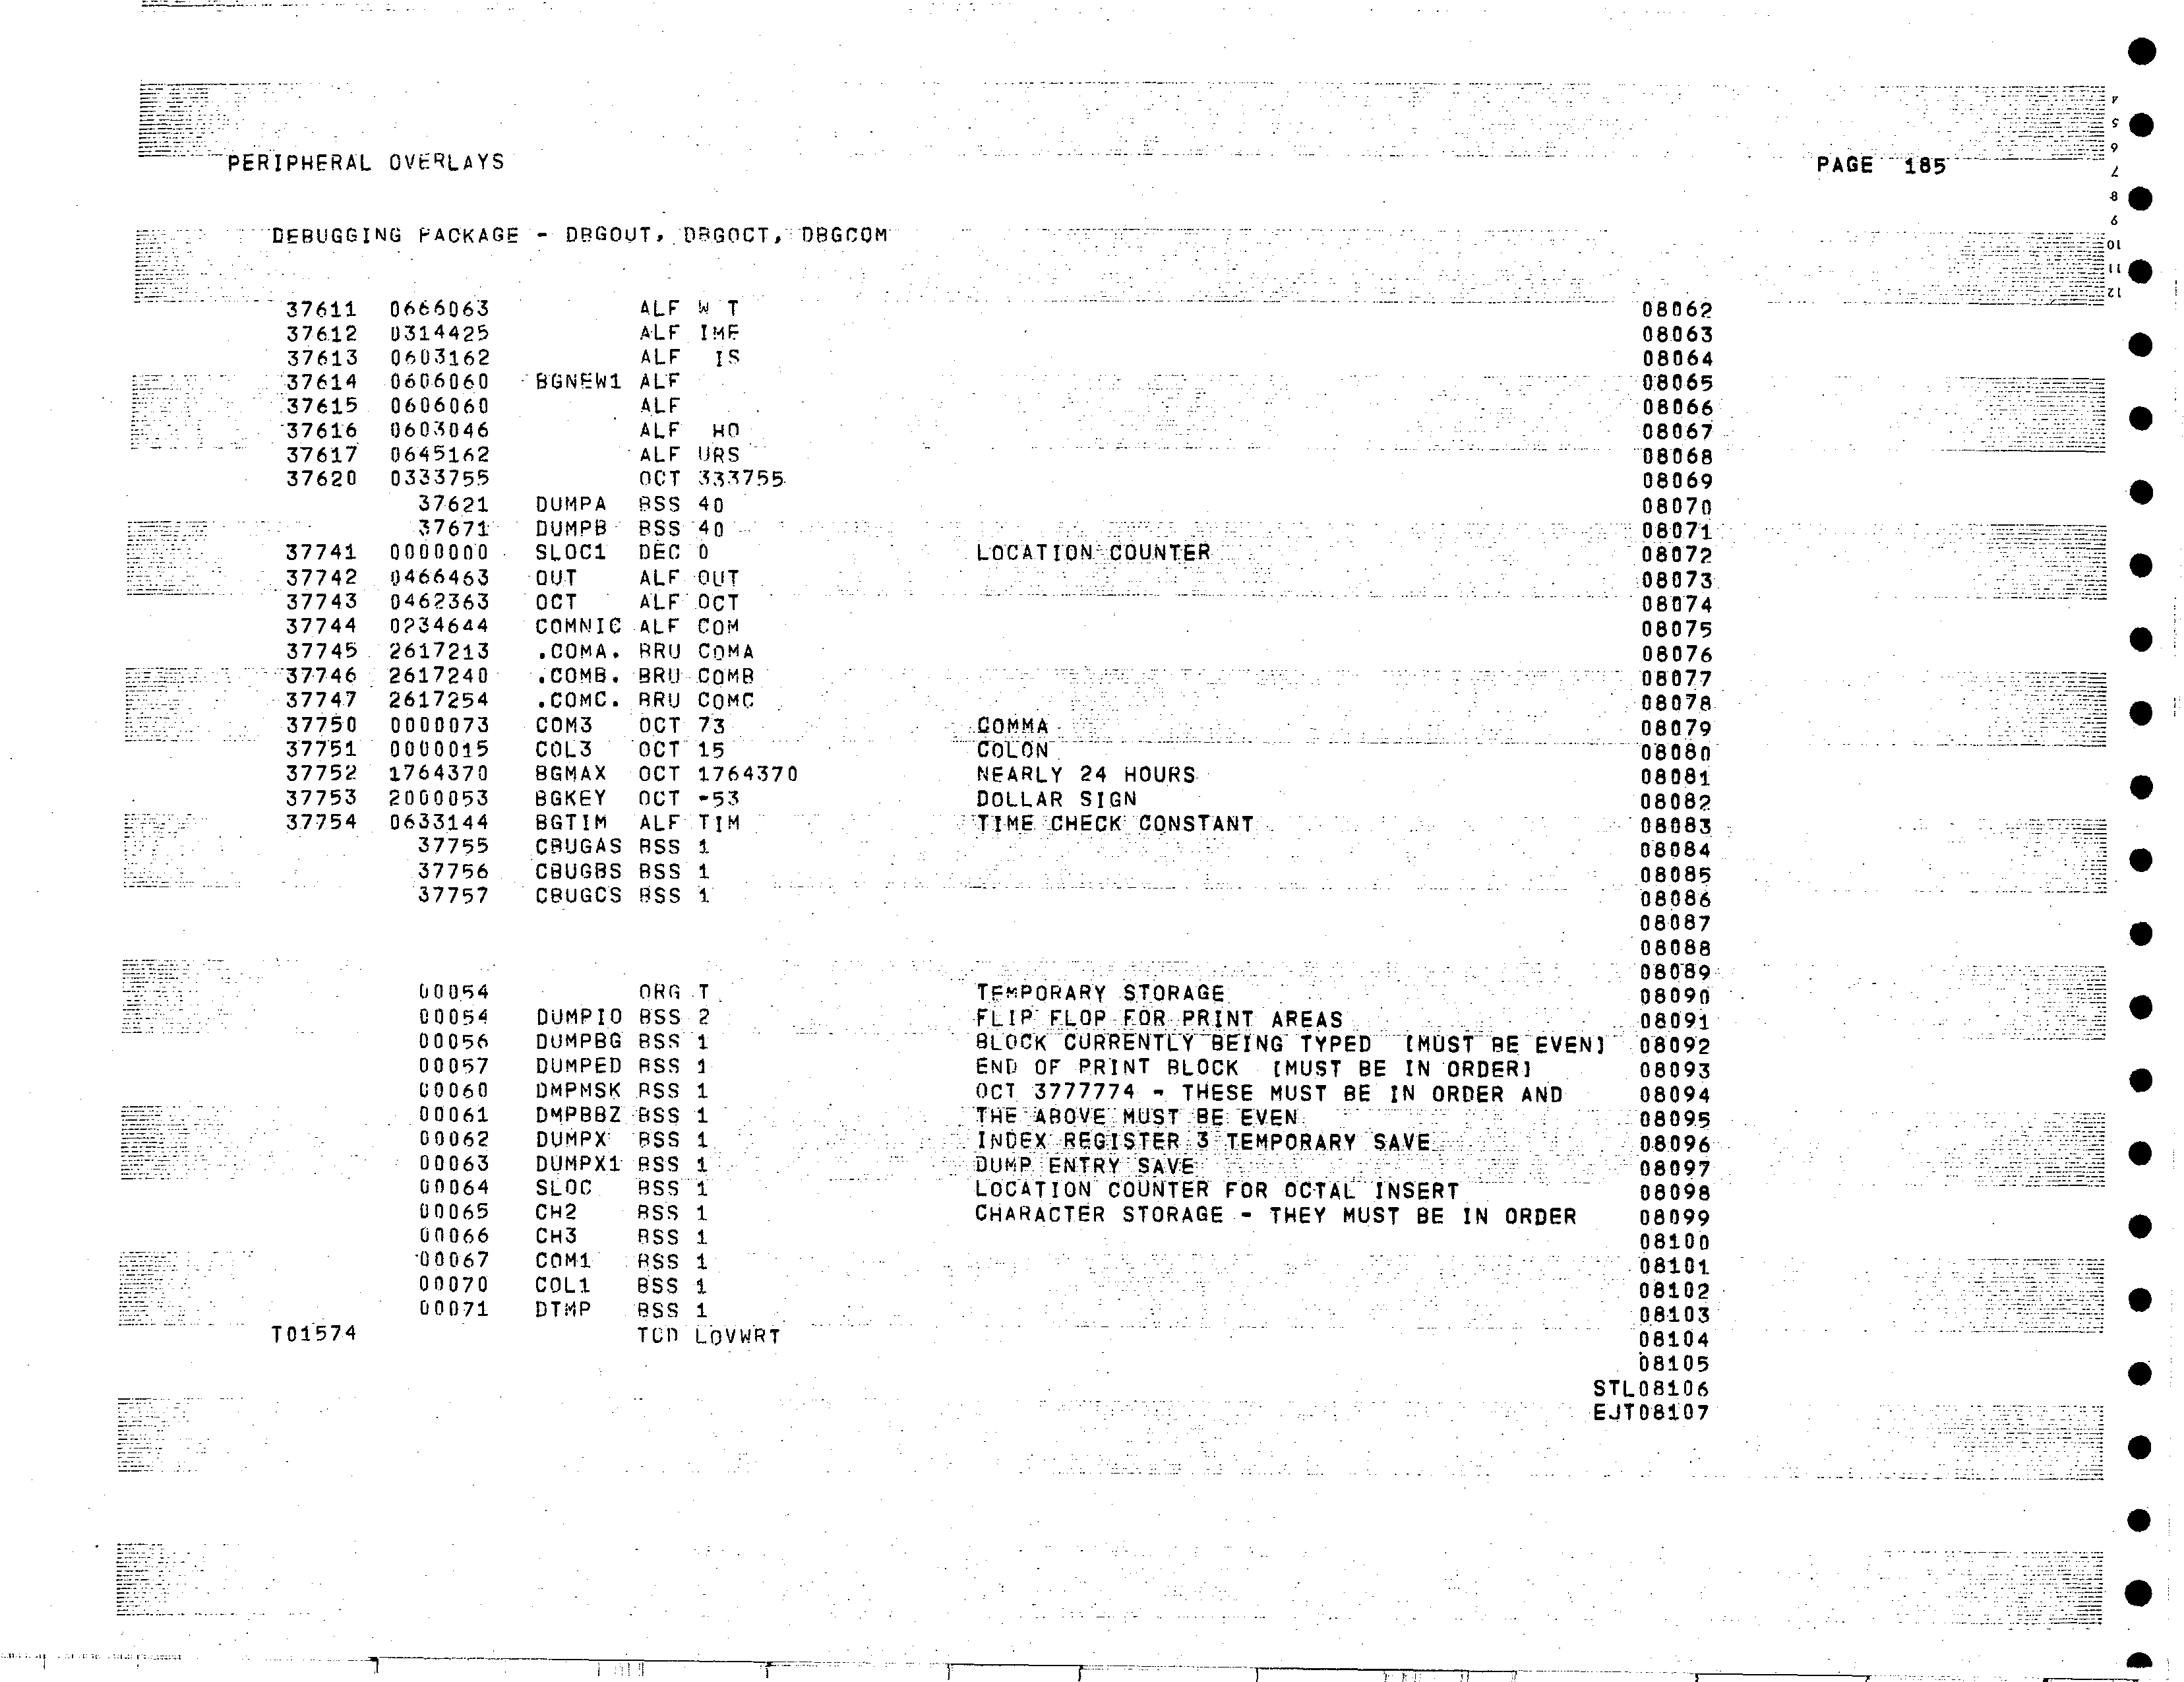 PERIPHERAL OVERLAYS PAGE 185
DEBUGGING PACKAGE - DBGOUT, DBGOCT, DBGCOM
37611 0666063 ALF W T 08062
37612 0314425 ALF IME 08063
37613 0603162 ALF  IS 08064
37614 0606060 BGNEW1 ALF 08065
37615 0606060 ALF 08066
37616 0603046 ALF  HO 08067
37617 0645162 ALF URS 08068
37620 0333755 OCT 333755 08069
37621 DUMPA BSS 40 08070
37671 DUMPB BSS 40 08071
37741 0000000 SLOC1 DEC 0 LOCATION COUNTER 08072
37742 0466463 OUT ALF OUT 08073
37743 0462363 OCT ALF OCT 08074
37744 0234644 COMNIC ALF COM 08075
37745 2617213 .COMA. BRU COMA 08076
37746 2617240 .COMB. BRU COMB 08077
37747 2617254 .COMC. BRU COMC 08078
37750 0000073 COM3 OCT 73 COMMA 08079
37751 0000015 COL3 OCT 15 COLON 08080
37752 1764370 BGMAX OCT 1764370 NEARLY 24 HOURS 08081
37753 2000053 BGKEY OCT -53 DOLLAR SIGN 08082
37754 0633144 BGTIM ALF TIM TIME CHECK CONSTANT 08083
37755 CBUGAS BSS 1 08084
37756 CBUGBS BSS 1 08085
37757 CBUGCS BSS 1 08086
08087
08088
08089
00054 ORG T TEMPORARY STORAGE 08090
00054 DUMPIO BSS 2 FLIP FLOP FOR PRINT AREAS 08091
00056 DUMPBG BSS 1 BLOCK CURRENTLY BEING TYPED [MUST BE EVEN] 08092
00057 DUMPED BSS 1 END OF PRINT BLOCK [MUST BE IN ORDER] 08093
00060 DMPMSK BSS 1 OCT 3777774 - THESE MUST BE IN ORDER AND 08094
00061 DMPBBZ BSS 1 THE ABOVE MUST BE EVEN 08095
00062 DUMPX BSS 1 INDEX REGISTER 3 TEMPORARY SAVE 08096
00063 DUMPX1 BSS 1 DUMP ENTRY SAVE 08097
00064 SLOC BSS 1 LOCATION COUNTER FOR OCTAL INSERT 08098
00065 CH2 BSS 1 CHARACTER STORAGE - THEY MUST BE IN ORDER 08099
00066 CH3 BSS 1 08100
00067 COM1 BSS 1 08101
00070 COL1 BSS 1 08102
00071 DTMP BSS 1 08103
T01574 TCD LOVWRT 08104
08105
STL08106
EJT08107
4
5
6
7
8
9
10
11
12